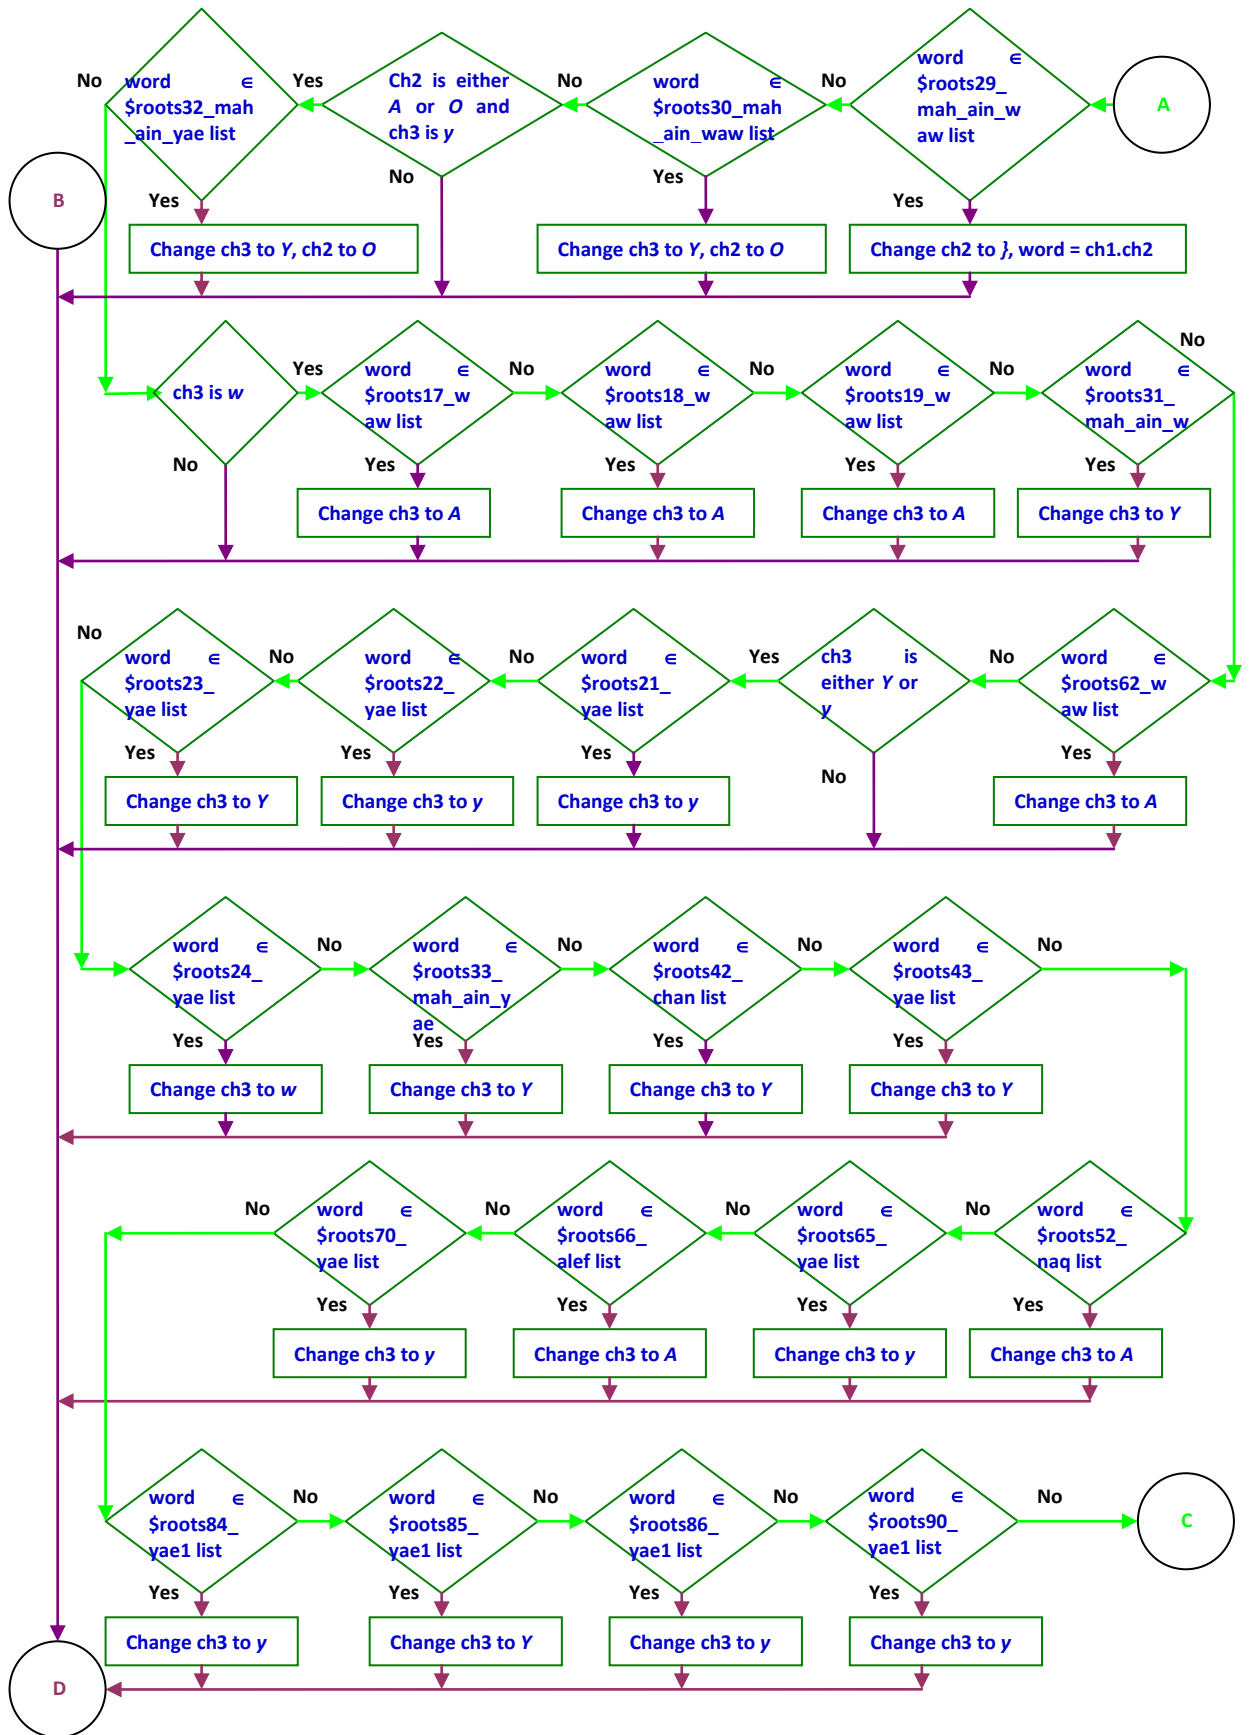 No
word ∈
$roots32_mah
_ain_yae list
Yes
Ch2 is either
A or O and
ch3 is y
No
word ∈
$roots30_mah
_ain_waw list
No
word ∈
$roots29_
mah_ain_w
aw list
A
B
Yes
No
Yes
Yes
Change ch3 to Y, ch2 to O
Change ch3 to Y, ch2 to O
Change ch2 to }, word = ch1.ch2
ch3 is w
Yes
word ∈
$roots17_w
aw list
No
word ∈
$roots18_w
aw list
No
word ∈
$roots19_w
aw list
No
word ∈
$roots31_
mah_ain_w
No
No
Yes
Yes
Yes
Yes
Change ch3 to A
Change ch3 to A
Change ch3 to A
Change ch3 to Y
No
word ∈
$roots23_
yae list
No
word ∈
$roots22_
yae list
No
word ∈
$roots21_
yae list
Yes
ch3 is
either Y or
y
No
word ∈
$roots62_w
aw list
Yes
Yes
Yes
No
Yes
Change ch3 to Y
Change ch3 to y
Change ch3 to y
Change ch3 to A
word ∈
$roots24_
yae list
No
word ∈
$roots33_
mah_ain_y
ae
No
word ∈
$roots42_
chan list
No
word ∈
$roots43_
yae list
No
Yes
Yes
Yes
Yes
Change ch3 to w
Change ch3 to Y
Change ch3 to Y
Change ch3 to Y
No
word ∈
$roots70_
yae list
No
word ∈
$roots66_
alef list
No
word ∈
$roots65_
yae list
No
word ∈
$roots52_
naq list
Yes
Yes
Yes
Yes
Change ch3 to y
Change ch3 to A
Change ch3 to y
Change ch3 to A
word ∈
$roots84_
yae1 list
No
word ∈
$roots85_
yae1 list
No
word ∈
$roots86_
yae1 list
No
word ∈
$roots90_
yae1 list
No
C
Yes
Yes
Yes
Yes
Change ch3 to y
Change ch3 to Y
Change ch3 to y
Change ch3 to y
D